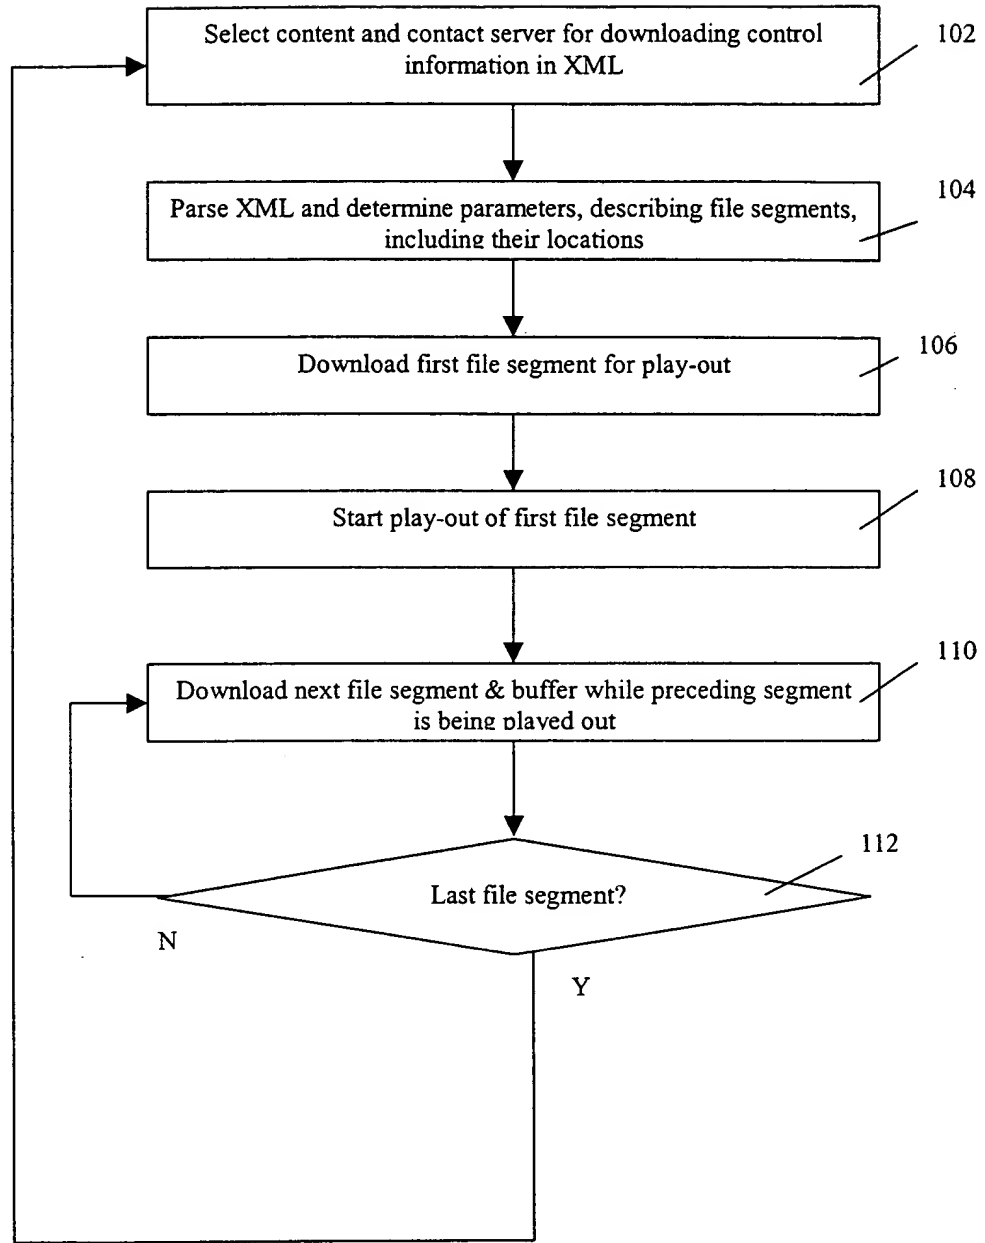 Select content and contact server for downloading control
information in XML
102
Parse XML and determine parameters, describing file segments,
including their locations
104
Download first file segment for play-out
106
Start play-out of first file segment
108
Download next file segment & buffer while preceding segment
is being played out
110
Last file segment?
112
N
Y